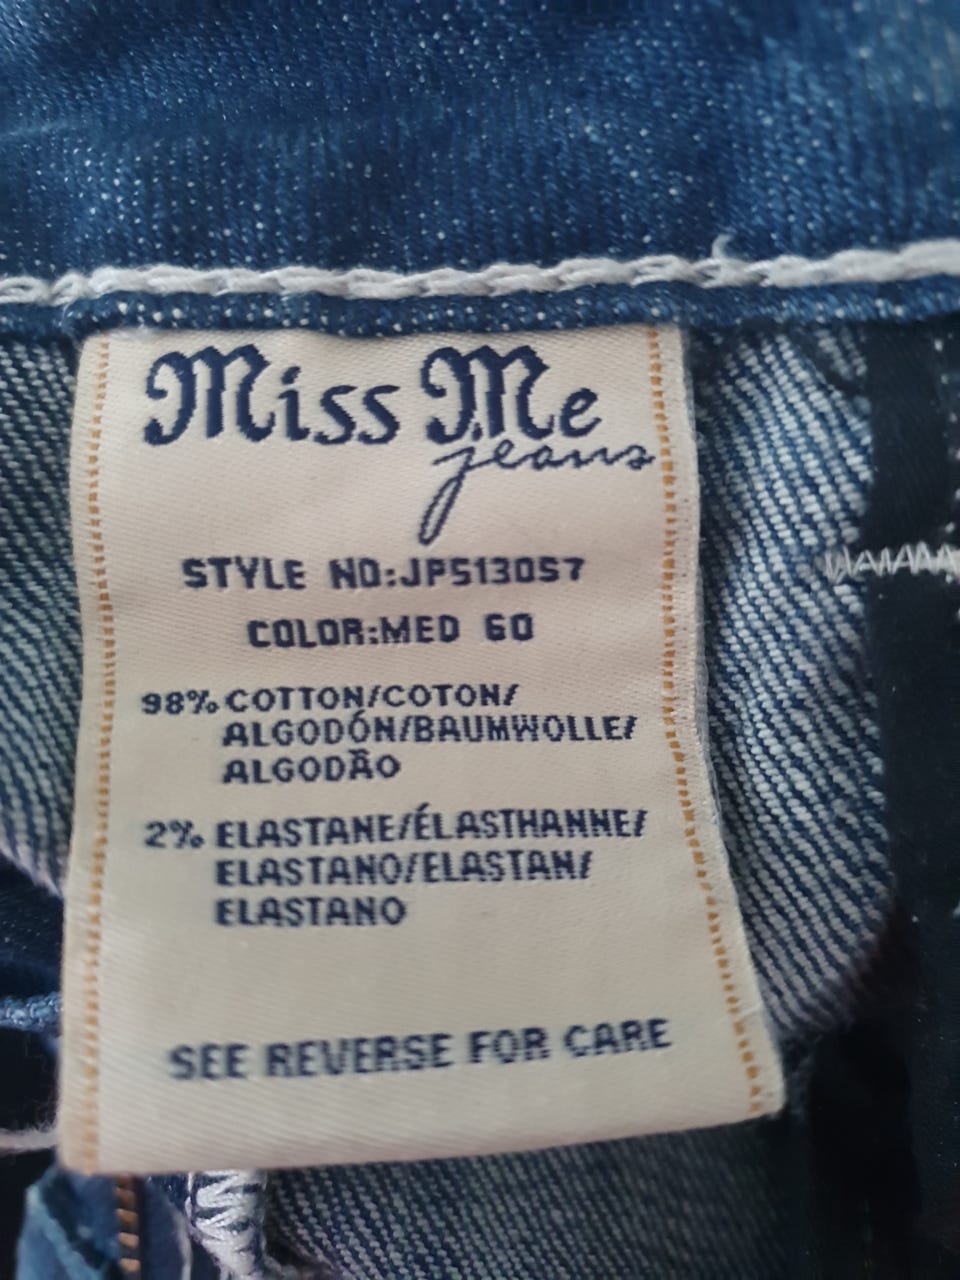 Miss Me
jeans
STYLE NO:JP5130S7
COLOR:MED 60
98% COTTON/COTON/
ALGODÓN/BAUMWOLLE/
ALGODÃO
2% ELASTANE/ÉLASTHANNE/
ELASTANO/ELASTAN/
ELASTANO
SEE REVERSE FOR CARE